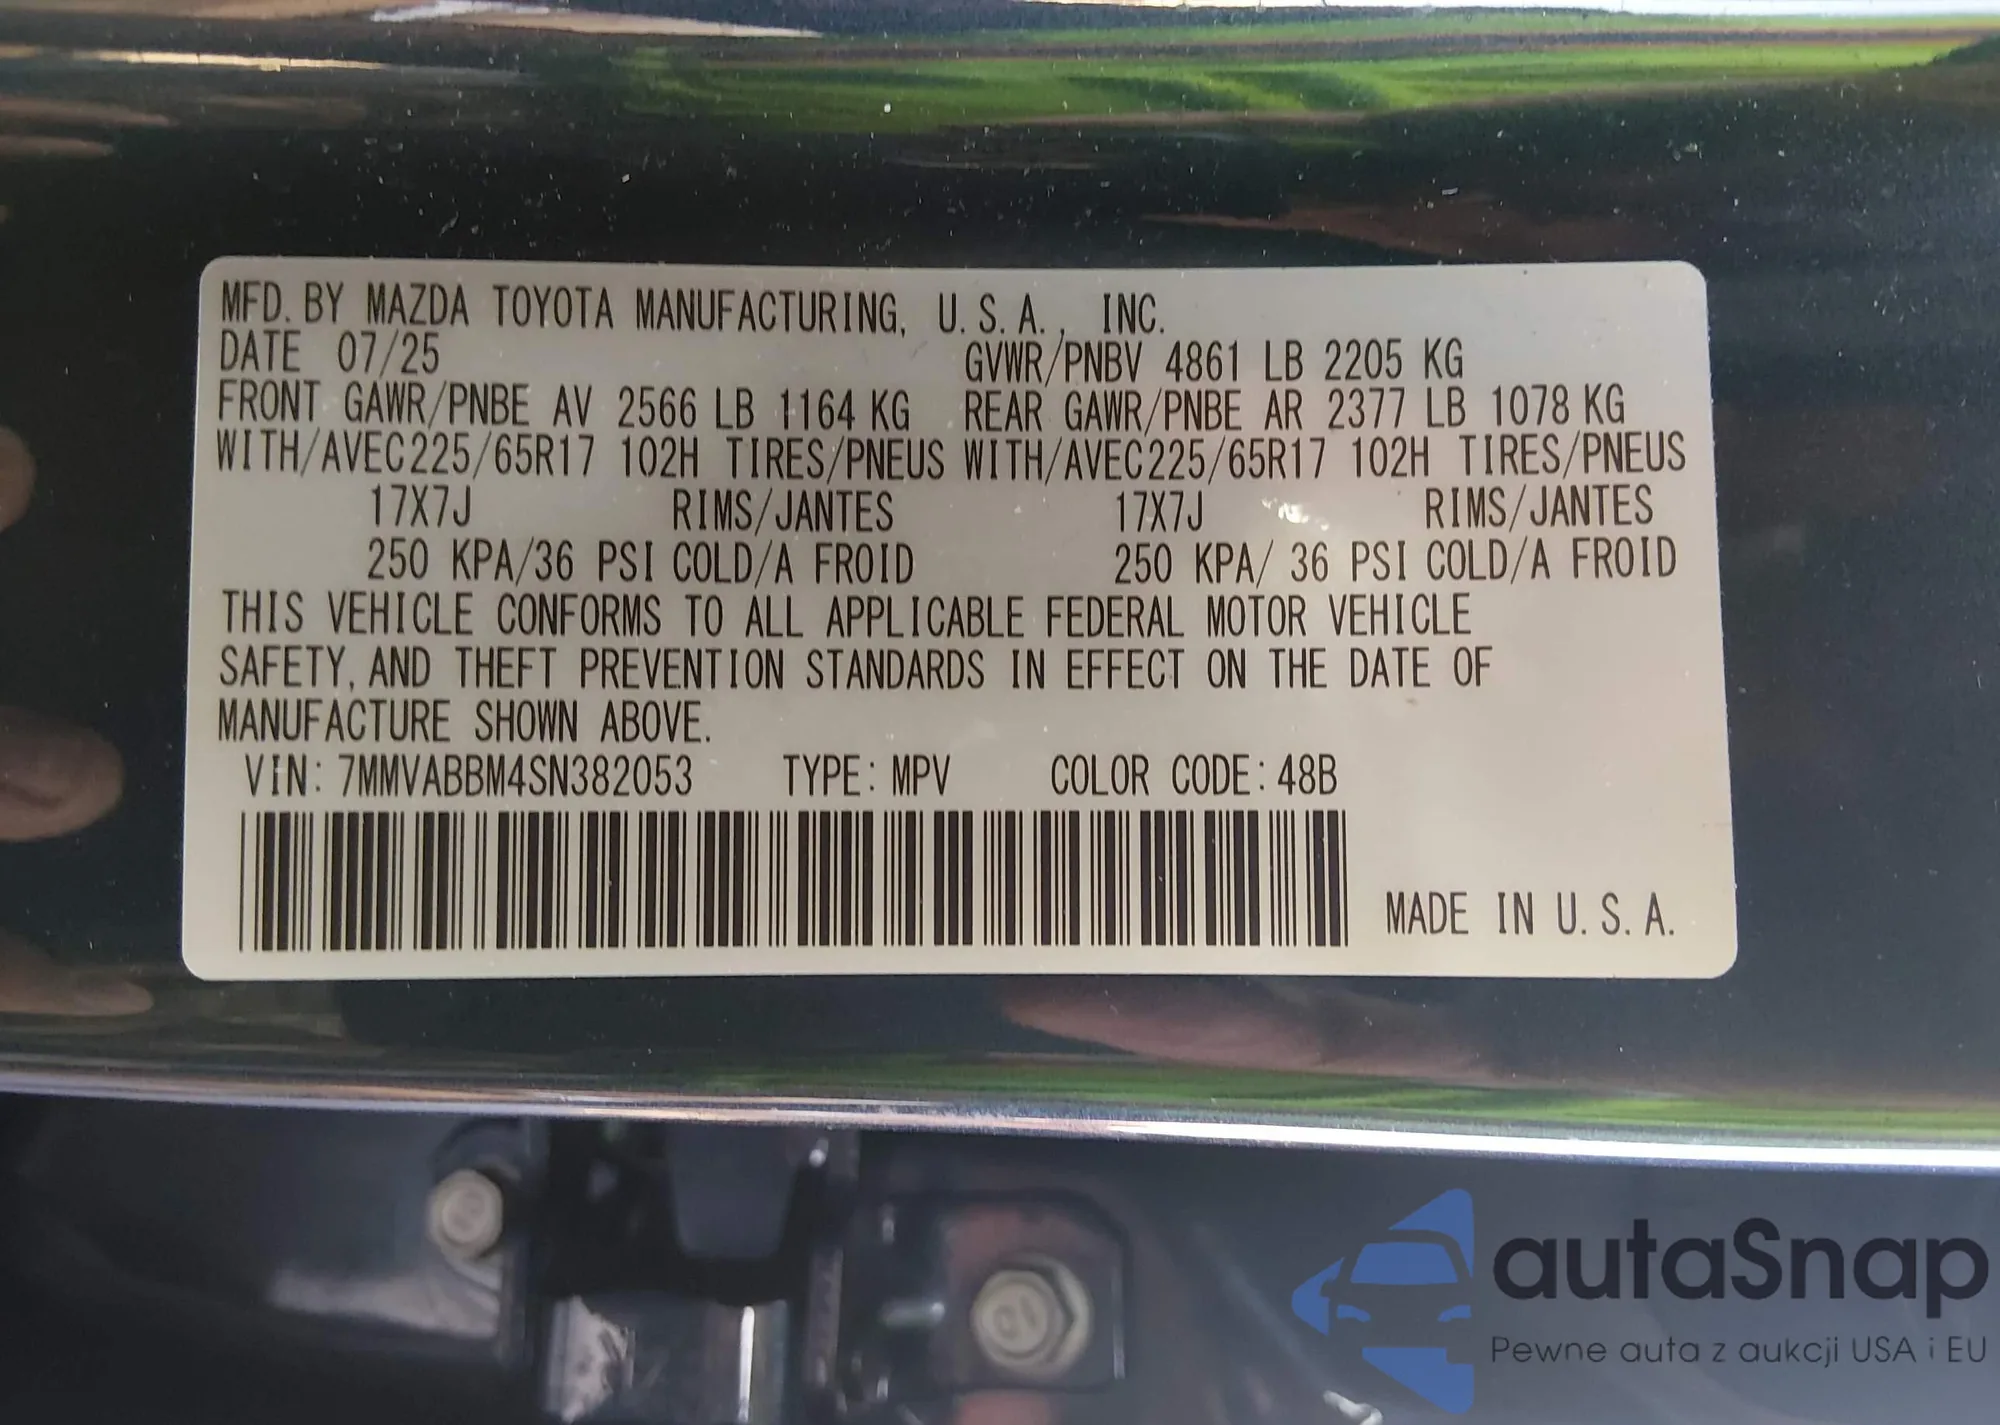 MFD. BY MAZDA TOYOTA MANUFACTURING, U. S. A., INC.
DATE 07/25 GVWR/PNBV 4861 LB 2205 KG
FRONT GAWR/PNBE AV 2566 LB 1164 KG REAR GAWR/PNBE AR 2377 LB 1078 KG
WITH/AVEC225/65R17 102H TIRES/PNEUS WITH/AVEC225/65R17 102H TIRES/PNEUS
17X7J RIMS/JANTES 17X7J RIMS/JANTES
250 KPA/36 PSI COLD/A FROID 250 KPA/ 36 PSI COLD/A FROID
THIS VEHICLE CONFORMS TO ALL APPLICABLE FEDERAL MOTOR VEHICLE
SAFETY, AND THEFT PREVENTION STANDARDS IN EFFECT ON THE DATE OF
MANUFACTURE SHOWN ABOVE.
VIN: 7MMVABBM4SN382053 TYPE: MPV COLOR CODE: 48B
MADE IN U. S. A.
autaSnap
Pewne auta z aukcji USA i EU